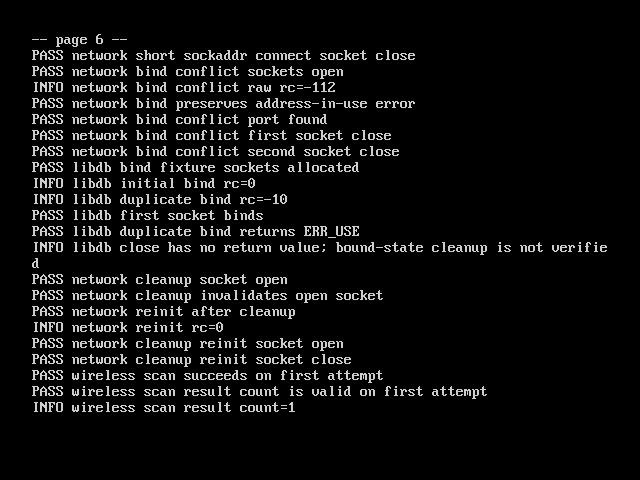 -- page 6 --
PASS network short sockaddr connect socket close
PASS network bind conflict sockets open
INFO network bind conflict raw rc=-112
PASS network bind preserves address-in-use error
PASS network bind conflict port found
PASS network bind conflict first socket close
PASS network bind conflict second socket close
PASS libdb bind fixture sockets allocated
INFO libdb initial bind rc=0
INFO libdb duplicate bind rc=-10
PASS libdb first socket binds
PASS libdb duplicate bind returns ERR_USE
INFO libdb close has no return value; bound-state cleanup is not verifie
d
PASS network cleanup socket open
PASS network cleanup invalidates open socket
PASS network reinit after cleanup
INFO network reinit rc=0
PASS network cleanup reinit socket open
PASS network cleanup reinit socket close
PASS wireless scan succeeds on first attempt
PASS wireless scan result count is valid on first attempt
INFO wireless scan result count=1